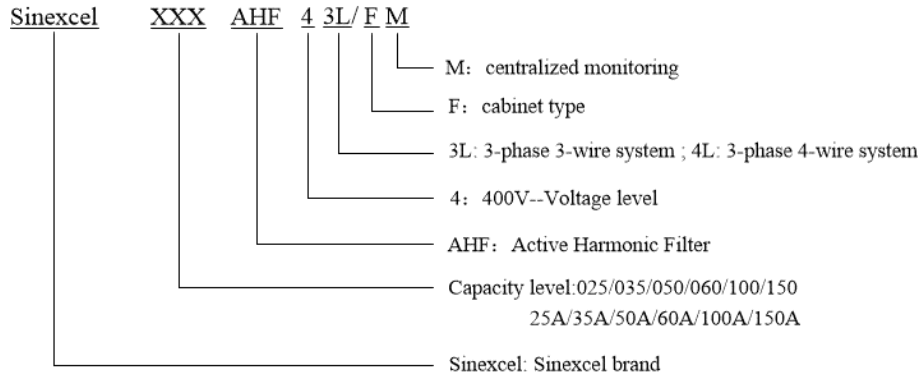 Sinexcel XXX AHF 4 3L/ F M
M：centralized monitoring
F：cabinet type
3L: 3-phase 3-wire system ; 4L: 3-phase 4-wire system
4：400V--Voltage level
AHF：Active Harmonic Filter
Capacity level:025/035/050/060/100/150
25A/35A/50A/60A/100A/150A
Sinexcel: Sinexcel brand